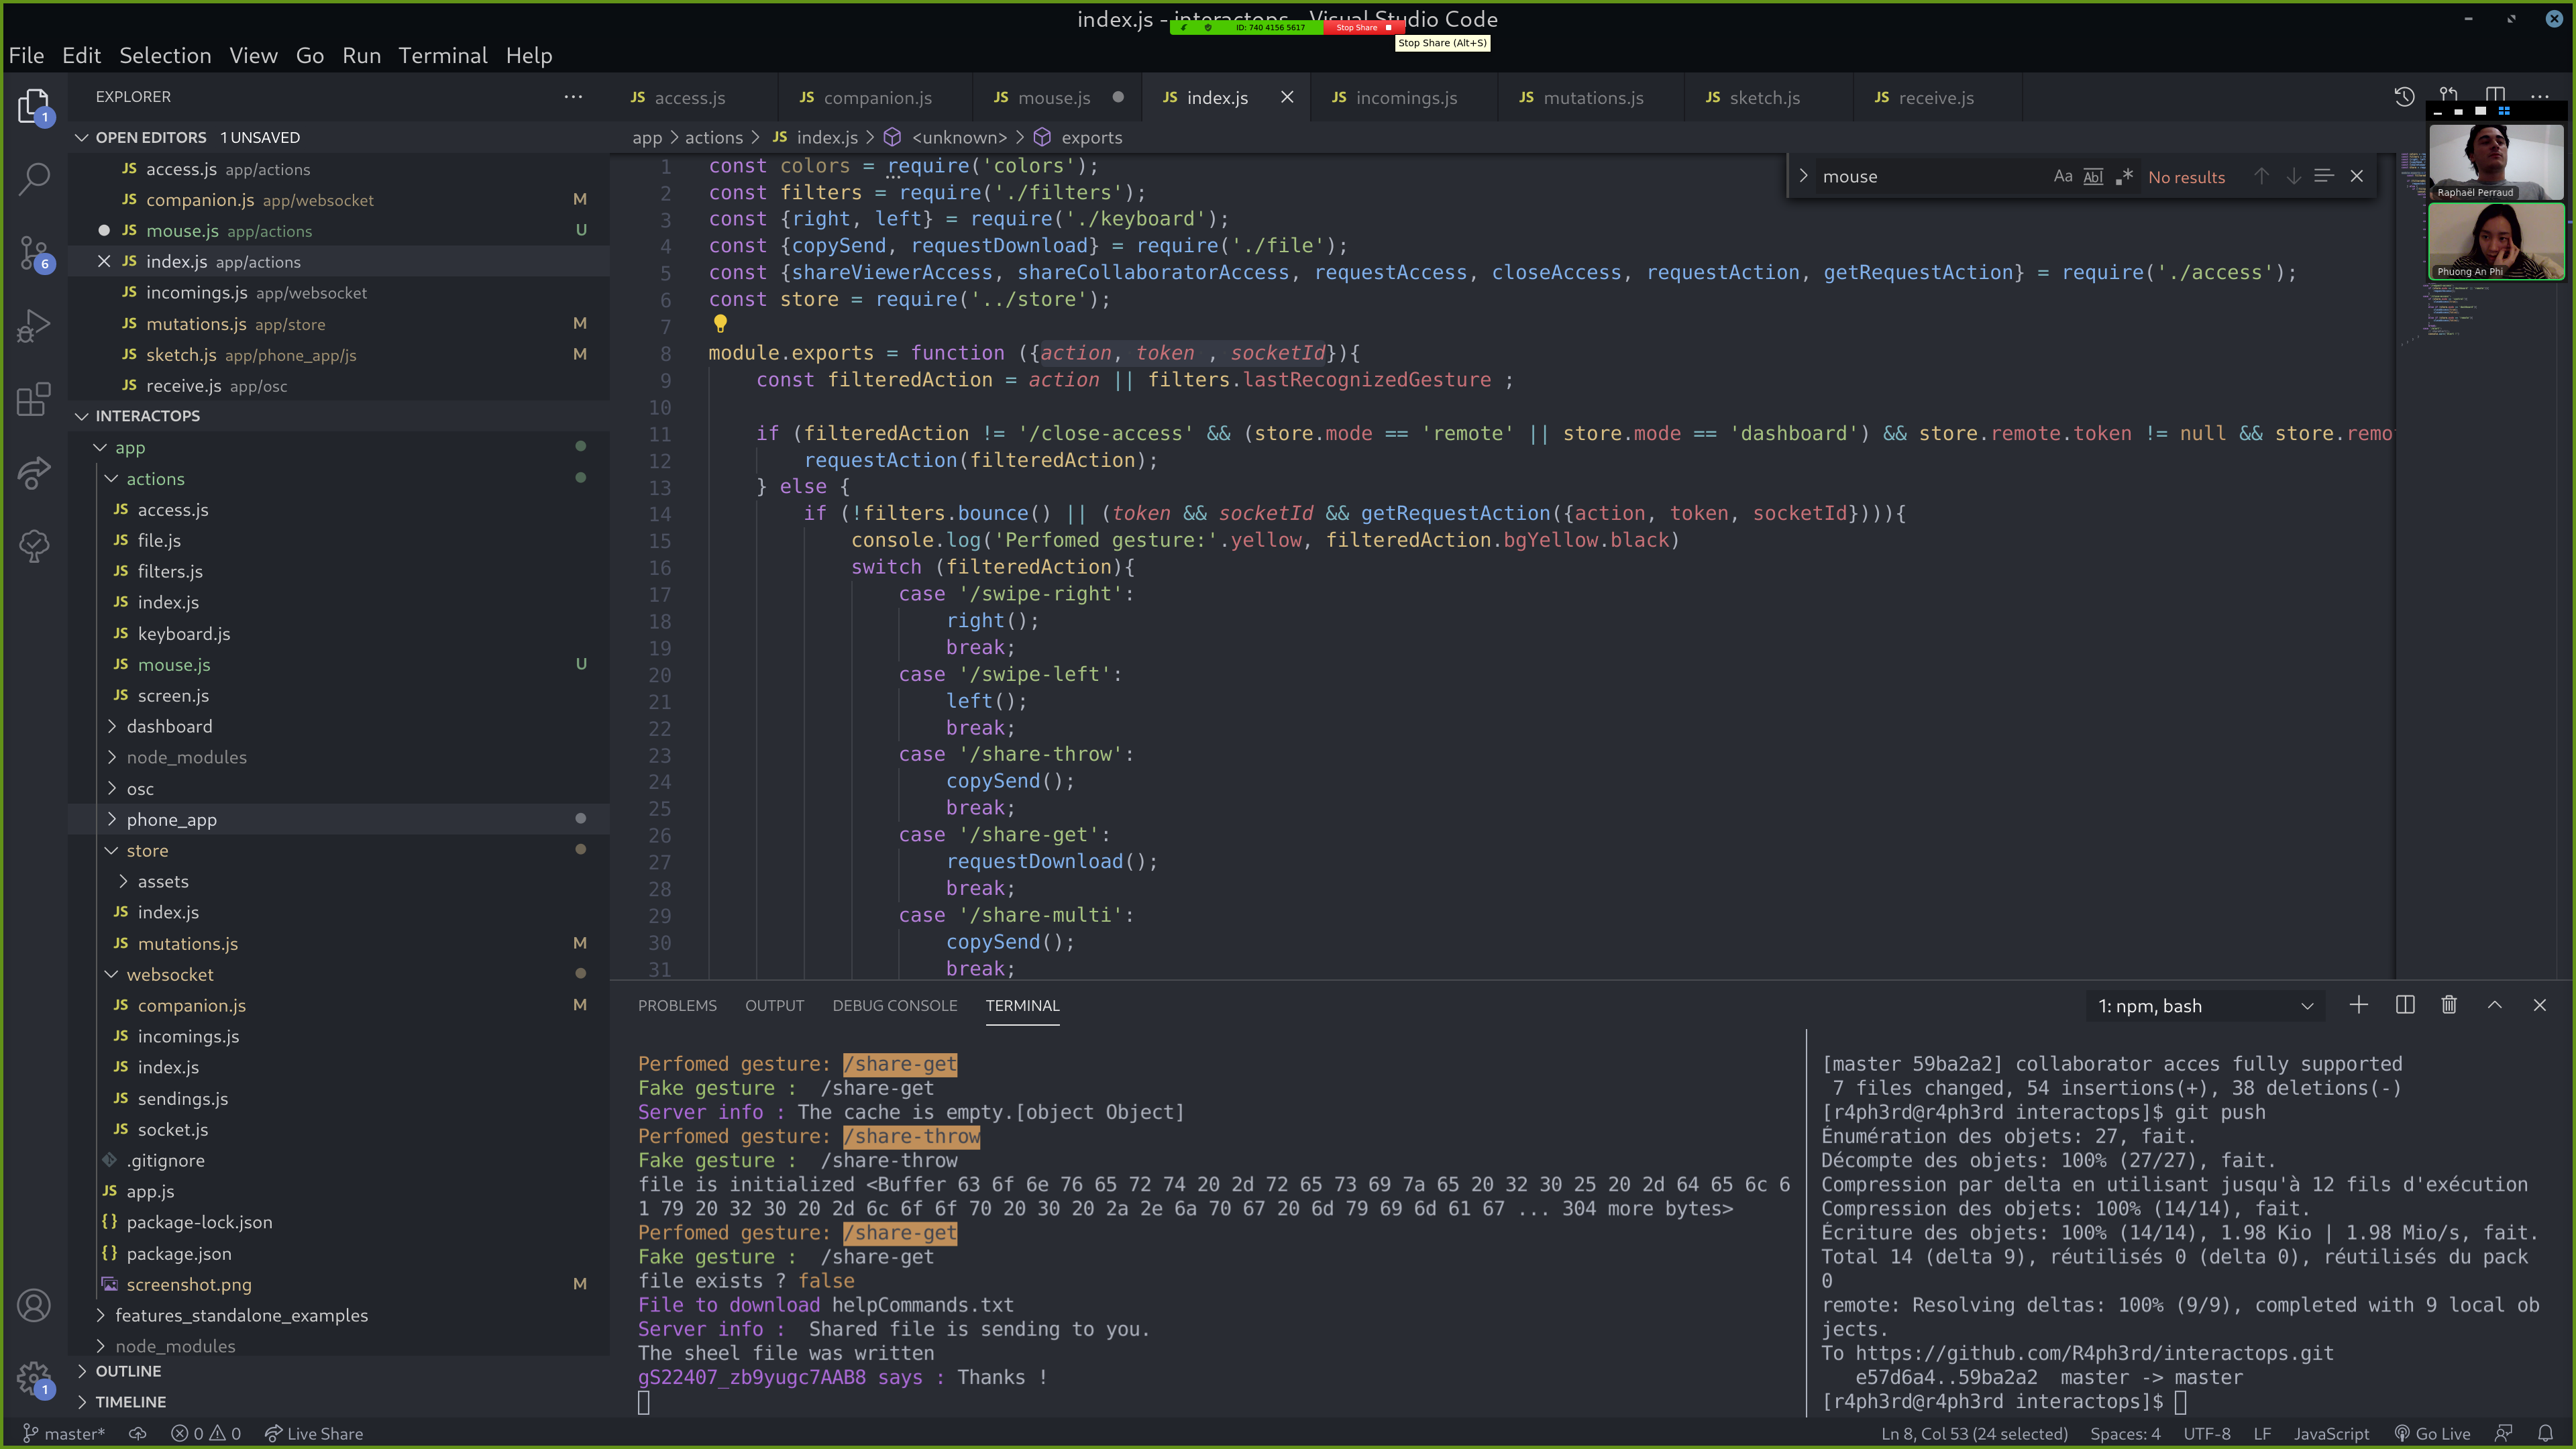 index.js - interactops - Visual Studio Code
ID: 740 4156 5617 Stop Share
Stop Share (Alt+S)
File Edit Selection View Go Run Terminal Help
EXPLORER
OPEN EDITORS 1 UNSAVED
JS access.js app/actions
JS companion.js app/websocket M
JS mouse.js app/actions U
JS index.js app/actions
JS incomings.js app/websocket
JS mutations.js app/store M
JS sketch.js app/phone_app/js M
JS receive.js app/osc
INTERACTOPS
app
actions
JS access.js
JS file.js
JS filters.js
JS index.js
JS keyboard.js
JS mouse.js U
JS screen.js
dashboard
node_modules
osc
phone_app
store
assets
JS index.js
JS mutations.js M
websocket
JS companion.js M
JS incomings.js
JS index.js
JS sendings.js
JS socket.js
.gitignore
JS app.js
{} package-lock.json
{} package.json
screenshot.png M
features_standalone_examples
node_modules
OUTLINE
TIMELINE
1
6
1
JS access.js JS companion.js JS mouse.js JS index.js JS incomings.js JS mutations.js JS sketch.js JS receive.js
app > actions > JS index.js > <unknown> > exports
mouse Aa Abl .* No results
Raphaël Perraud
Phuong An Phi
1 const colors = require('colors');
2 const filters = require('./filters');
3 const {right, left} = require('./keyboard');
4 const {copySend, requestDownload} = require('./file');
5 const {shareViewerAccess, shareCollaboratorAccess, requestAccess, closeAccess, requestAction, getRequestAction} = require('./access');
6 const store = require('../store');
7
8 module.exports = function ({action, token , socketId}){
9 const filteredAction = action || filters.lastRecognizedGesture ;
10
11 if (filteredAction != '/close-access' && (store.mode == 'remote' || store.mode == 'dashboard') && store.remote.token != null && store.remo
12 requestAction(filteredAction);
13 } else {
14 if (!filters.bounce() || (token && socketId && getRequestAction({action, token, socketId}))){
15 console.log('Perfomed gesture:'.yellow, filteredAction.bgYellow.black)
16 switch (filteredAction){
17 case '/swipe-right':
18 right();
19 break;
20 case '/swipe-left':
21 left();
22 break;
23 case '/share-throw':
24 copySend();
25 break;
26 case '/share-get':
27 requestDownload();
28 break;
29 case '/share-multi':
30 copySend();
31 break;
PROBLEMS OUTPUT DEBUG CONSOLE TERMINAL
1: npm, bash
Perfomed gesture: /share-get
Fake gesture :  /share-get
Server info : The cache is empty.[object Object]
Perfomed gesture: /share-throw
Fake gesture :  /share-throw
file is initialized <Buffer 63 6f 6e 76 65 72 74 20 2d 72 65 73 69 7a 65 20 32 30 25 20 2d 64 65 6c 6
1 79 20 32 30 20 2d 6c 6f 6f 70 20 30 20 2a 2e 6a 70 67 20 6d 79 69 6d 61 67 ... 304 more bytes>
Perfomed gesture: /share-get
Fake gesture :  /share-get
file exists ? false
File to download helpCommands.txt
Server info :  Shared file is sending to you.
The sheel file was written
gS22407_zb9yugc7AAB8 says : Thanks !
[master 59ba2a2] collaborator acces fully supported
7 files changed, 54 insertions(+), 38 deletions(-)
[r4ph3rd@r4ph3rd interactops]$ git push
Énumération des objets: 27, fait.
Décompte des objets: 100% (27/27), fait.
Compression par delta en utilisant jusqu'à 12 fils d'exécution
Compression des objets: 100% (14/14), fait.
Écriture des objets: 100% (14/14), 1.98 Kio | 1.98 Mio/s, fait.
Total 14 (delta 9), réutilisés 0 (delta 0), réutilisés du pack
0
remote: Resolving deltas: 100% (9/9), completed with 9 local ob
jects.
To https://github.com/R4ph3rd/interactops.git
e57d6a4..59ba2a2  master -> master
[r4ph3rd@r4ph3rd interactops]$
master* 0 0 Live Share
Ln 8, Col 53 (24 selected) Spaces: 4 UTF-8 LF JavaScript Go Live